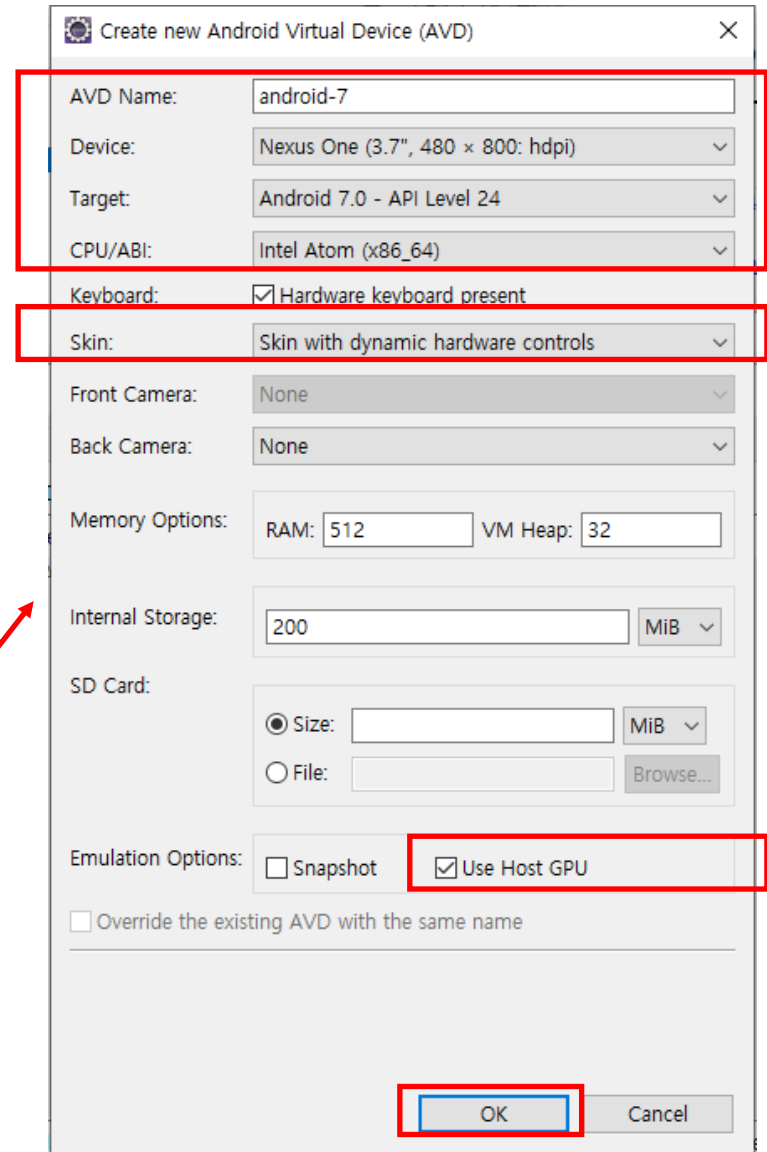 Create new Android Virtual Device (AVD)
AVD Name: android-7
Device: Nexus One (3.7", 480 × 800: hdpi)
Target: Android 7.0 - API Level 24
CPU/ABI: Intel Atom (x86_64)
Keyboard: Hardware keyboard present
Skin: Skin with dynamic hardware controls
Front Camera: None
Back Camera: None
Memory Options: RAM: 512 VM Heap: 32
Internal Storage: 200 MiB
SD Card:
Size: MiB
File: Browse...
Emulation Options: Snapshot Use Host GPU
Override the existing AVD with the same name
OK Cancel